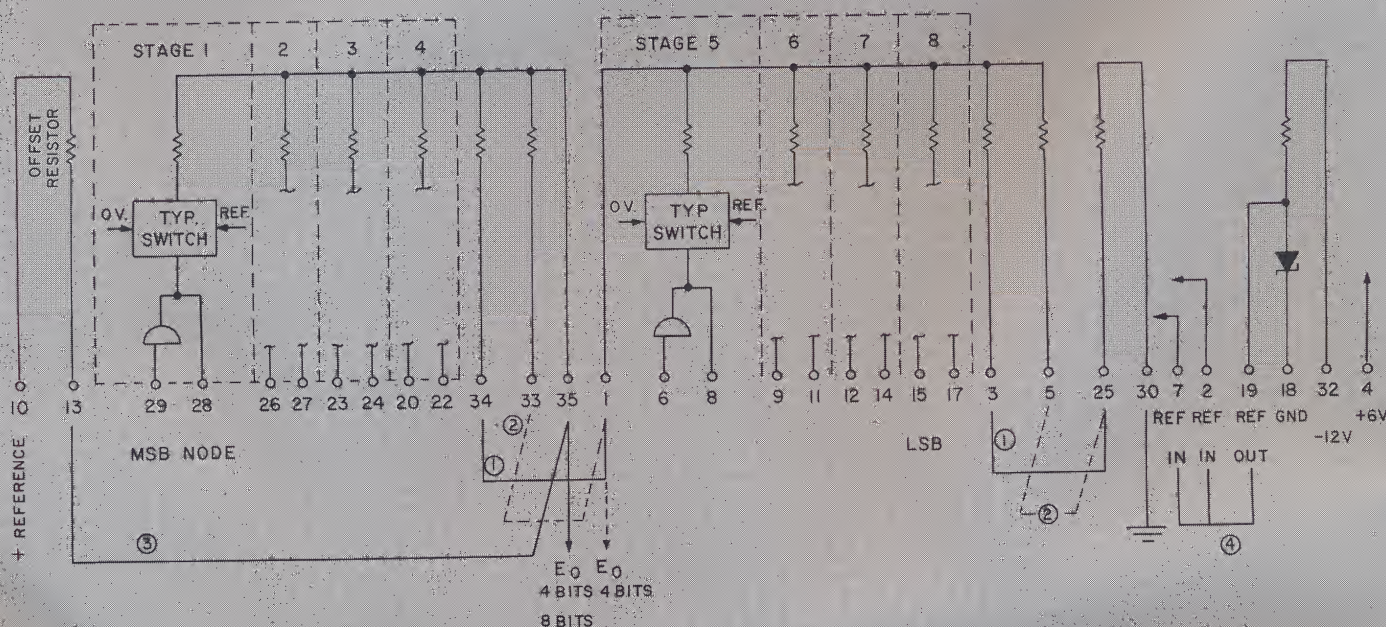 STAGE 1 2 3 4 STAGE 5 6 7 8
OFFSET RESISTOR
OV. TYP. SWITCH REF. OV. TYP SWITCH REF.
10 13 29 28 26 27 23 24 20 22 34 33 35 1 6 8 9 11 12 14 15 17 3 5 25 30 7 2 19 18 32 4
REF REF REF GND -12V +6V
+ REFERENCE
MSB NODE
② ① LSB ① ②
IN IN OUT
③ ④
E₀ E₀
4 BITS 4 BITS
8 BITS